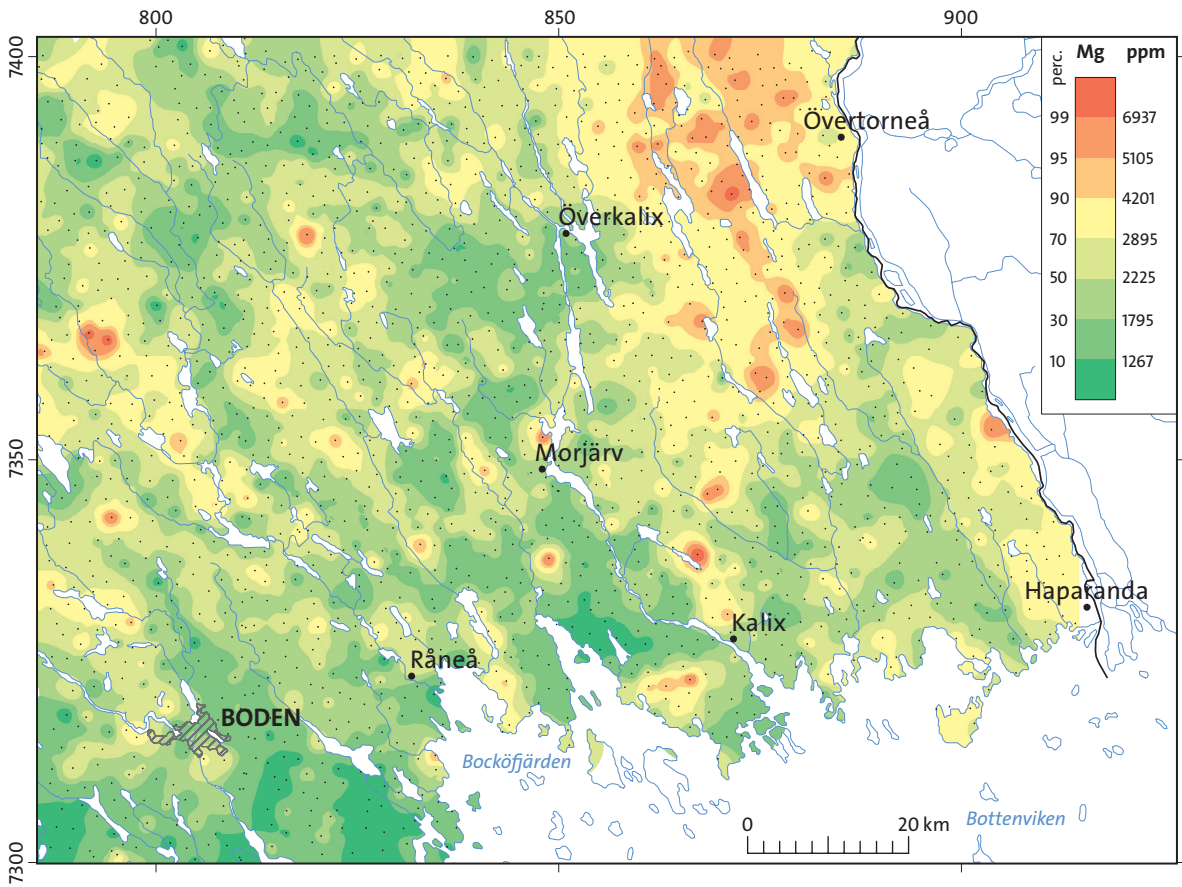 800 850 900
7400
7350
7300
perc. Mg ppm
99 6937
95 5105
90 4201
70 2895
50 2225
30 1795
10 1267
Övertorneå
Överkalix
Morjärv
Haparanda
Kalix
Råneå
BODEN
Bocköfjärden
Bottenviken
0 20 km